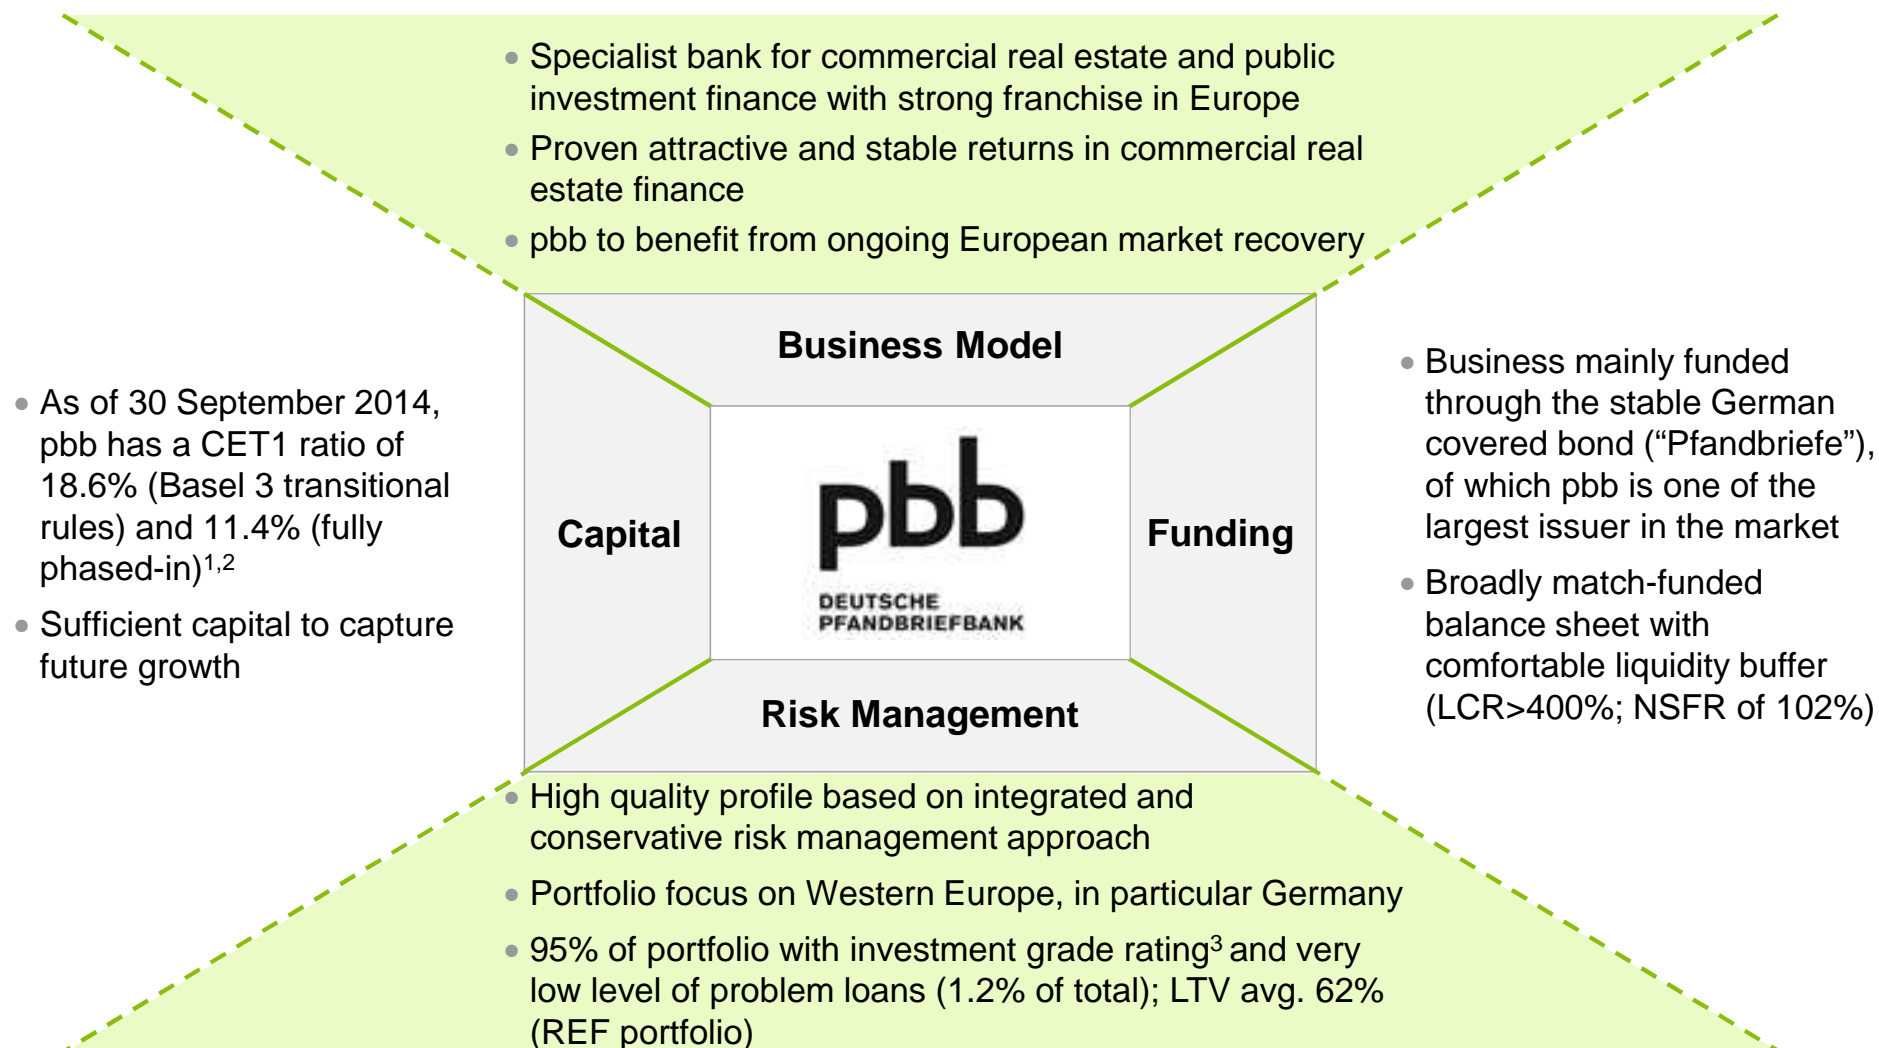 • Specialist bank for commercial real estate and public
investment finance with strong franchise in Europe
• Proven attractive and stable returns in commercial real
estate finance
• pbb to benefit from ongoing European market recovery
Business Model
• As of 30 September 2014,
pbb has a CET1 ratio of
18.6% (Basel 3 transitional
rules) and 11.4% (fully
phased-in)1,2
• Sufficient capital to capture
future growth
Capital
pbb
DEUTSCHE
PFANDBRIEFBANK
Funding
• Business mainly funded
through the stable German
covered bond (“Pfandbriefe”),
of which pbb is one of the
largest issuer in the market
• Broadly match-funded
balance sheet with
comfortable liquidity buffer
(LCR>400%; NSFR of 102%)
Risk Management
• High quality profile based on integrated and
conservative risk management approach
• Portfolio focus on Western Europe, in particular Germany
• 95% of portfolio with investment grade rating3 and very
low level of problem loans (1.2% of total); LTV avg. 62%
(REF portfolio)